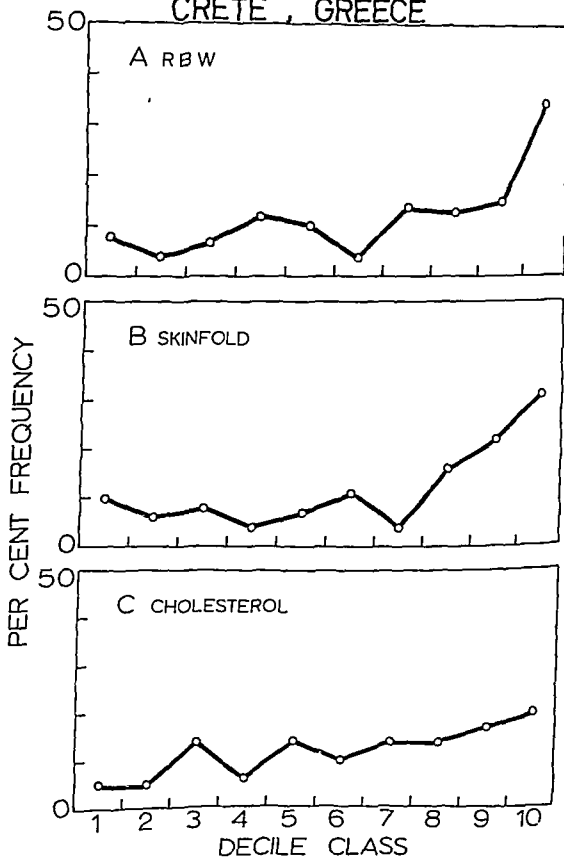 CRETE, GREECE
50
A RBW
0
50
B SKINFOLD
0
PER CENT FREQUENCY
50
C CHOLESTEROL
0
1 2 3 4 5 6 7 8 9 10
DECILE CLASS